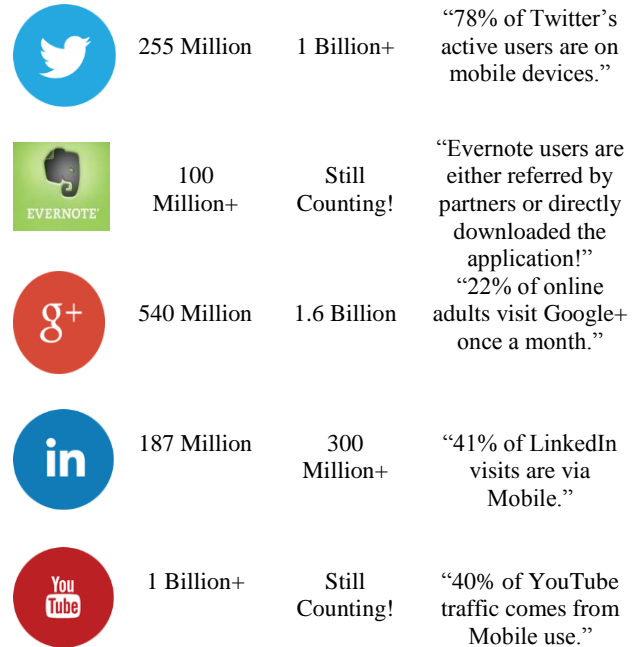 255 Million
1 Billion+
“78% of Twitter’s
active users are on
mobile devices.”
EVERNOTE
100
Million+
Still
Counting!
“Evernote users are
either referred by
partners or directly
downloaded the
application!”
g+
540 Million
1.6 Billion
“22% of online
adults visit Google+
once a month.”
in
187 Million
300
Million+
“41% of LinkedIn
visits are via
Mobile.”
You
Tube
1 Billion+
Still
Counting!
“40% of YouTube
traffic comes from
Mobile use.”